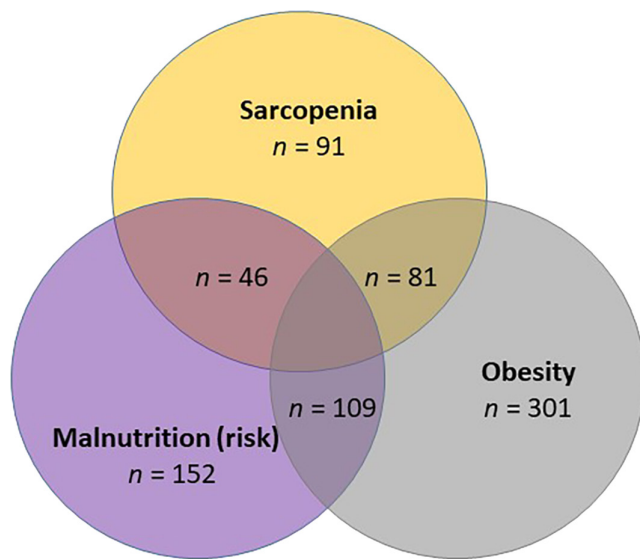 Sarcopenia
n = 91
n = 46
n = 81
Obesity
n = 301
n = 109
Malnutrition (risk)
n = 152